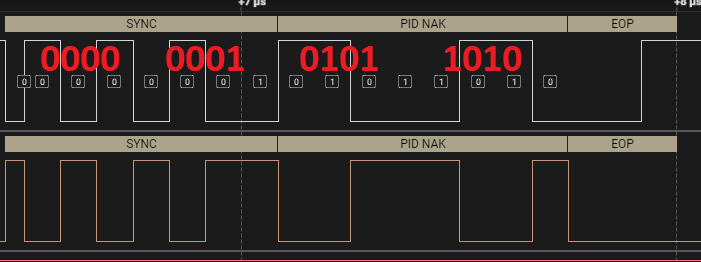 +7 µs +8 µs
SYNC PID NAK EOP
0000 0001 0101 1010
0 0 0 0 0 0 0 1 0 1 0 1 1 0 1 0
SYNC PID NAK EOP